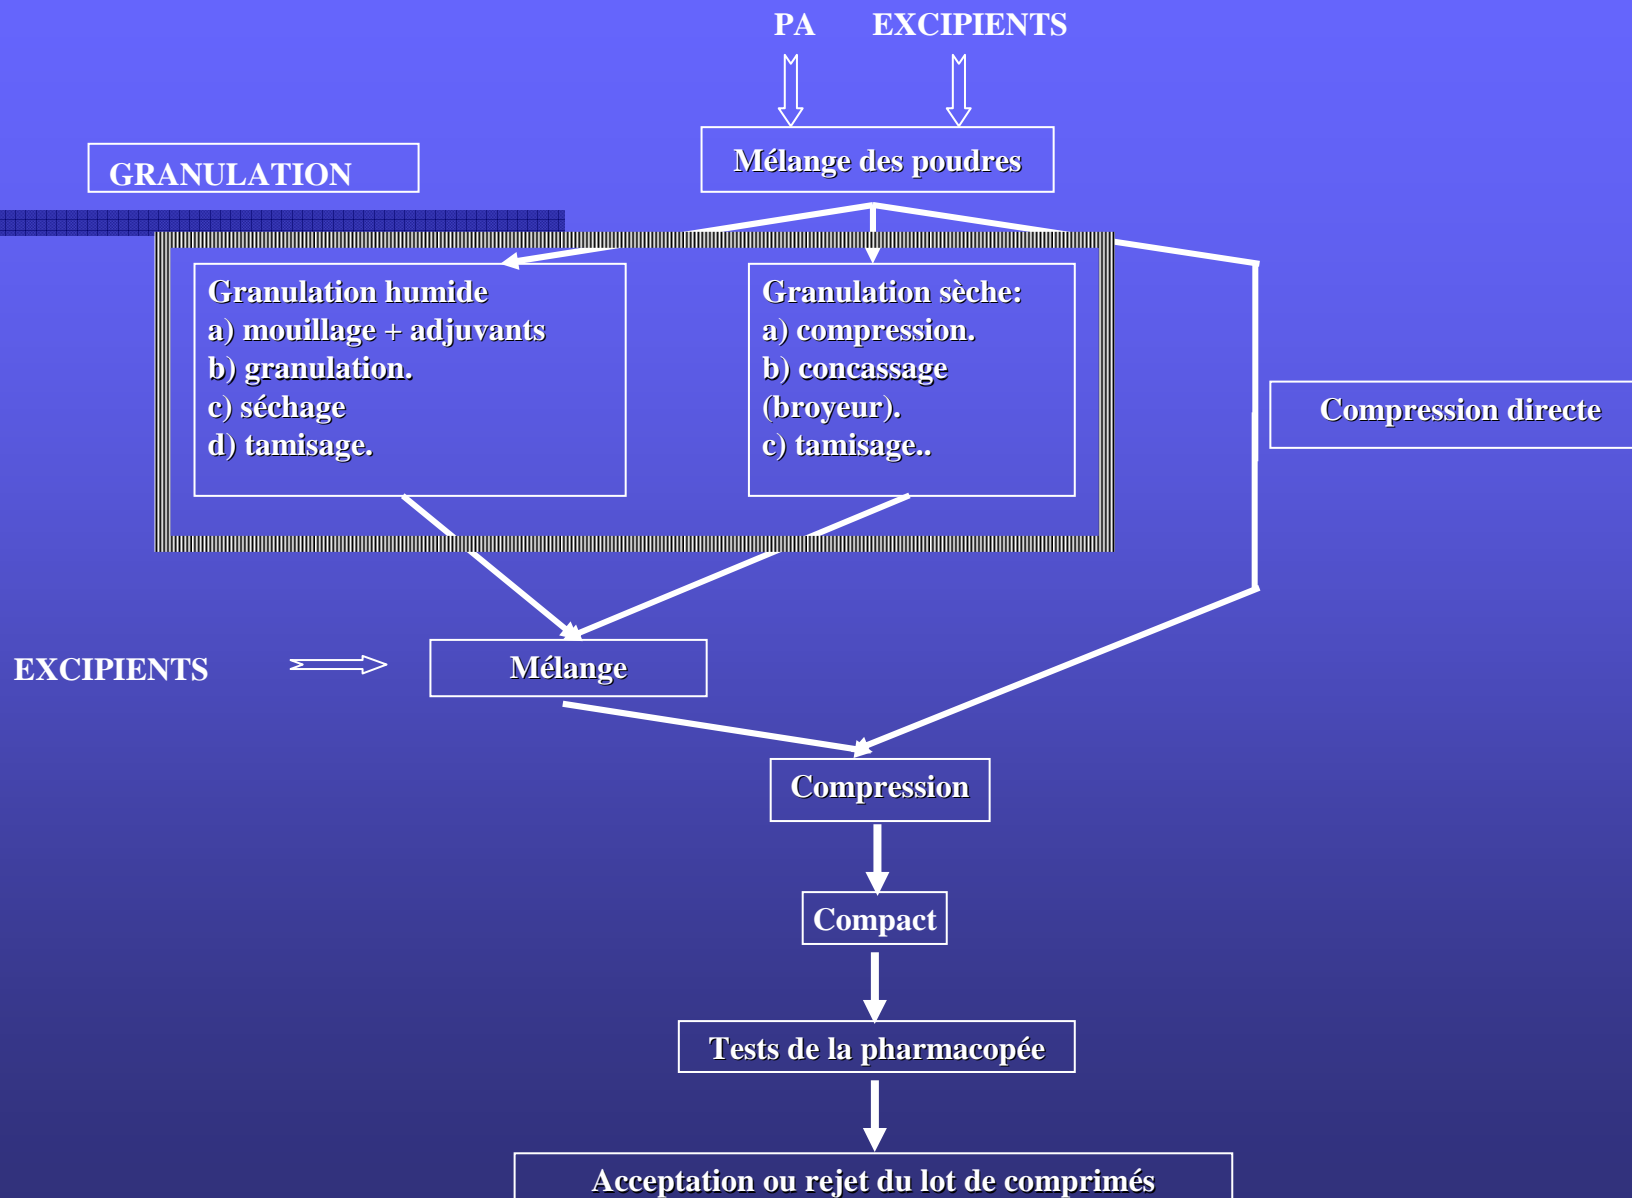 PA EXCIPIENTS
Mélange des poudres
GRANULATION
Granulation humide
a) mouillage + adjuvants
b) granulation.
c) séchage
d) tamisage.
Granulation sèche:
a) compression.
b) concassage
(broyeur).
c) tamisage..
Compression directe
EXCIPIENTS
Mélange
Compression
Compact
Tests de la pharmacopée
Acceptation ou rejet du lot de comprimés